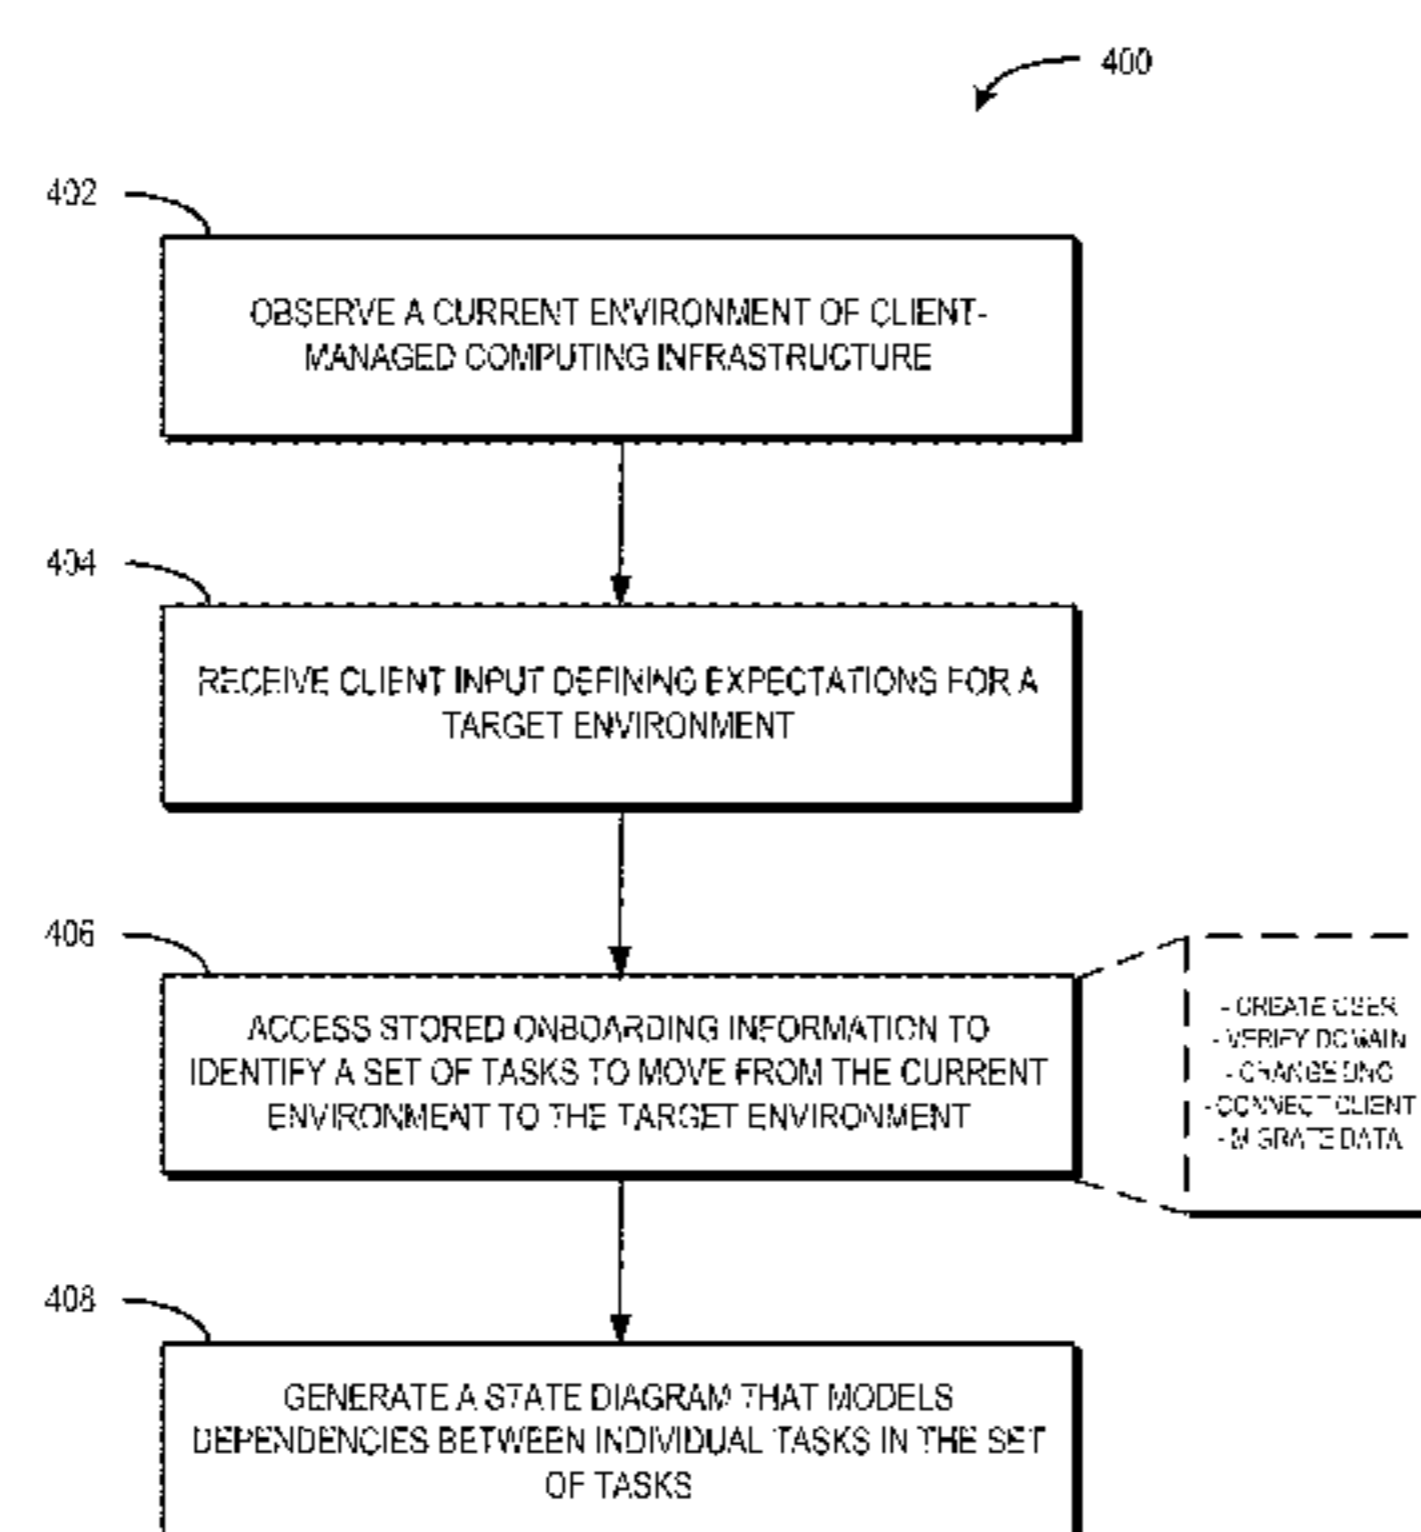 400
402
OBSERVE A CURRENT ENVIRONMENT OF CLIENT-
MANAGED COMPUTING INFRASTRUCTURE
404
RECEIVE CLIENT INPUT DEFINING EXPECTATIONS FOR A
TARGET ENVIRONMENT
406
ACCESS STORED ONBOARDING INFORMATION TO
IDENTIFY A SET OF TASKS TO MOVE FROM THE CURRENT
ENVIRONMENT TO THE TARGET ENVIRONMENT
- CREATE USER
- VERIFY DOMAIN
- CHANGE
- CONNECT CLIENT
- MIGRATE DATA
408
GENERATE A STATE DIAGRAM THAT MODELS
DEPENDENCIES BETWEEN INDIVIDUAL TASKS IN THE SET
OF TASKS